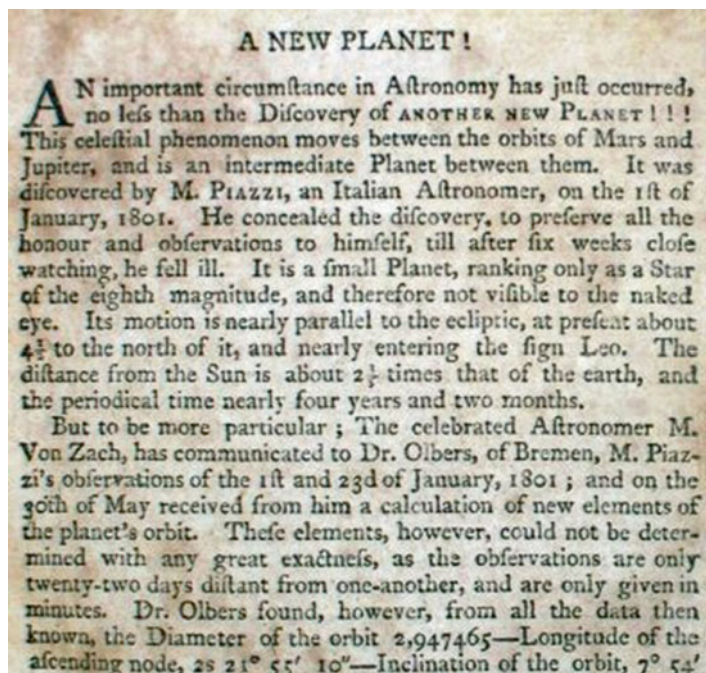 A NEW PLANET!
AN important circumſtance in Aſtronomy has juſt occurred,
no leſs than the Diſcovery of ANOTHER NEW PLANET!!!
This celeſtial phenomenon moves between the orbits of Mars and
Jupiter, and is an intermediate Planet between them. It was
diſcovered by M. PIAZZI, an Italian Aſtronomer, on the 1ſt of
January, 1801. He concealed the diſcovery, to preſerve all the
honour and obſervations to himſelf, till after ſix weeks cloſe
watching, he fell ill. It is a ſmall Planet, ranking only as a Star
of the eighth magnitude, and therefore not viſible to the naked
eye. Its motion is nearly parallel to the ecliptic, at preſent about
4½ to the north of it, and nearly entering the ſign Leo. The
diſtance from the Sun is about 2½ times that of the earth, and
the periodical time nearly four years and two months.
But to be more particular; The celebrated Aſtronomer M.
Von Zach, has communicated to Dr. Olbers, of Bremen, M. Piaz-
zi's obſervations of the 1ſt and 23d of January, 1801; and on the
30th of May received from him a calculation of new elements of
the planet's orbit. Theſe elements, however, could not be deter-
mined with any great exactneſs, as the obſervations are only
twenty-two days diſtant from one-another, and are only given in
minutes. Dr. Olbers found, however, from all the data then
known, the Diameter of the orbit 2,947465—Longitude of the
aſcending node, 2s 21° 55′ 10″—Inclination of the orbit, 7° 54′